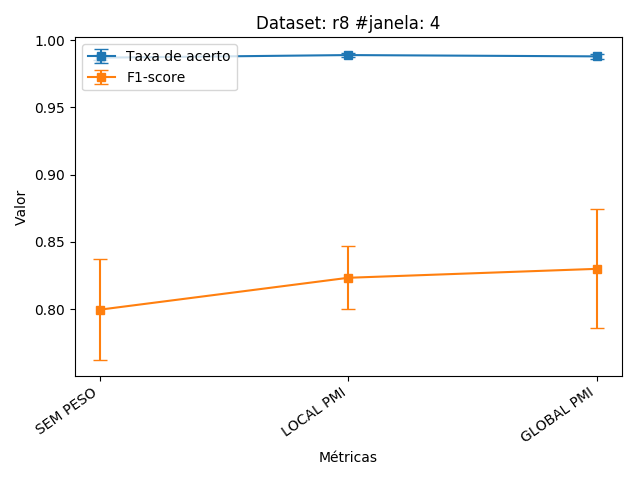 Dataset: r8 #janela: 4
Taxa de acerto
F1-score
1.00
0.95
0.90
0.85
0.80
Valor
SEM PESO
LOCAL PMI
GLOBAL PMI
Métricas